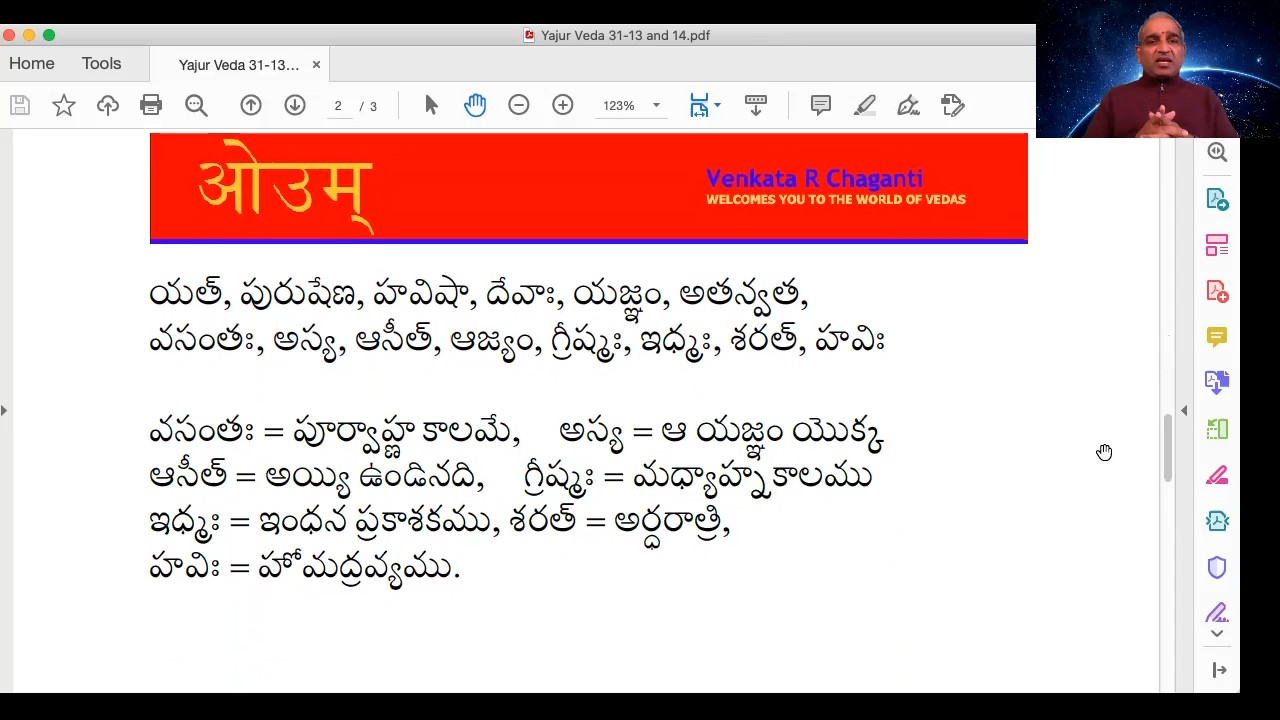 Yajur Veda 31-13 and 14.pdf
Home Tools Yajur Veda 31-13... ×
2 / 3 123%
ओउम्
Venkata R Chaganti
WELCOMES YOU TO THE WORLD OF VEDAS
యత్, పురుషేణ, హవిషా, దేవాః, యజ్ఞం, అతన్వత,
వసంతః, అస్య, ఆసీత్, ఆజ్యం, గ్రీష్మః, ఇధ్మః, శరత్, హవిః
వసంతః = పూర్వాహ్ణ కాలమే, అస్య = ఆ యజ్ఞం యొక్క
ఆసీత్ = అయ్యి ఉండినది, గ్రీష్మః = మధ్యాహ్నకాలము
ఇధ్మః = ఇంధన ప్రకాశకము, శరత్ = అర్ధరాత్రి,
హవిః = హోమద్రవ్యము.